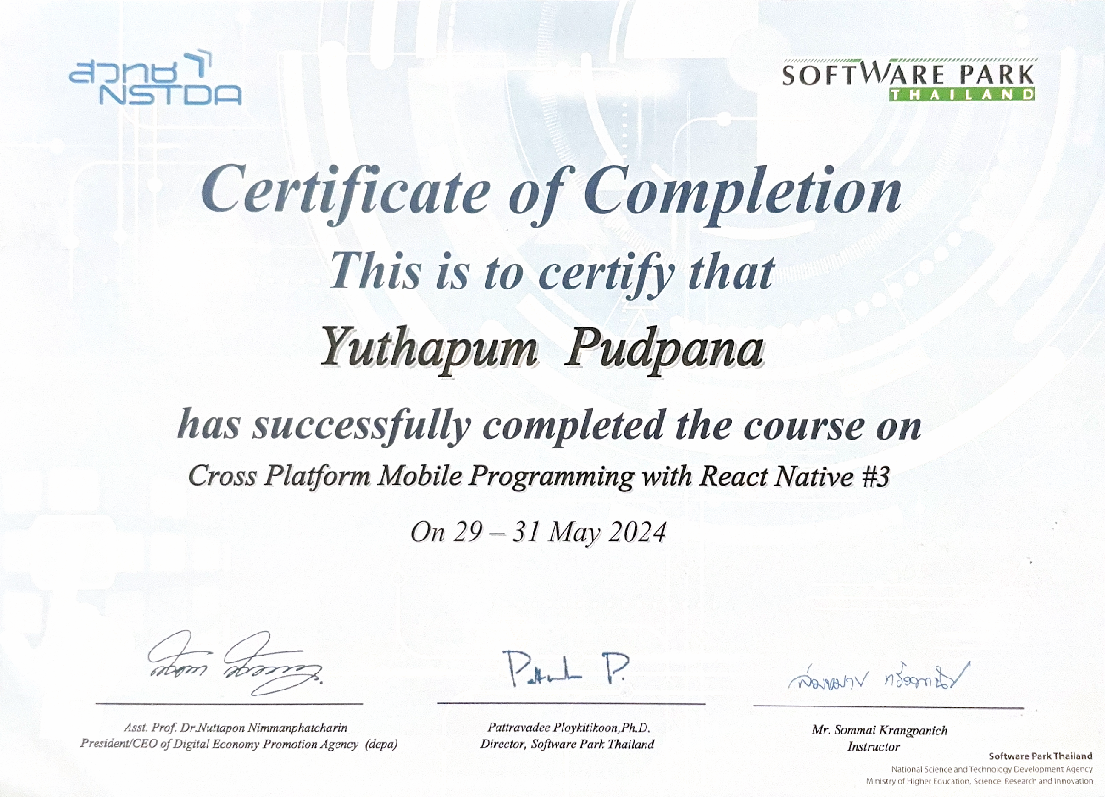 สวทช
NSTDA
SOFTWARE PARK
THAILAND
Certificate of Completion
This is to certify that
Yuthapum Pudpana
has successfully completed the course on
Cross Platform Mobile Programming with React Native #3
On 29 – 31 May 2024
Pattravadee P.
Asst. Prof. Dr.Nuttapon Nimmanphatcharin
President/CEO of Digital Economy Promotion Agency (depa)
Pattravadee Ploykitikoon,Ph.D.
Director, Software Park Thailand
Mr. Sommai Krangpanich
Instructor
Software Park Thailand
National Science and Technology Development Agency
Ministry of Higher Education, Science, Research and Innovation